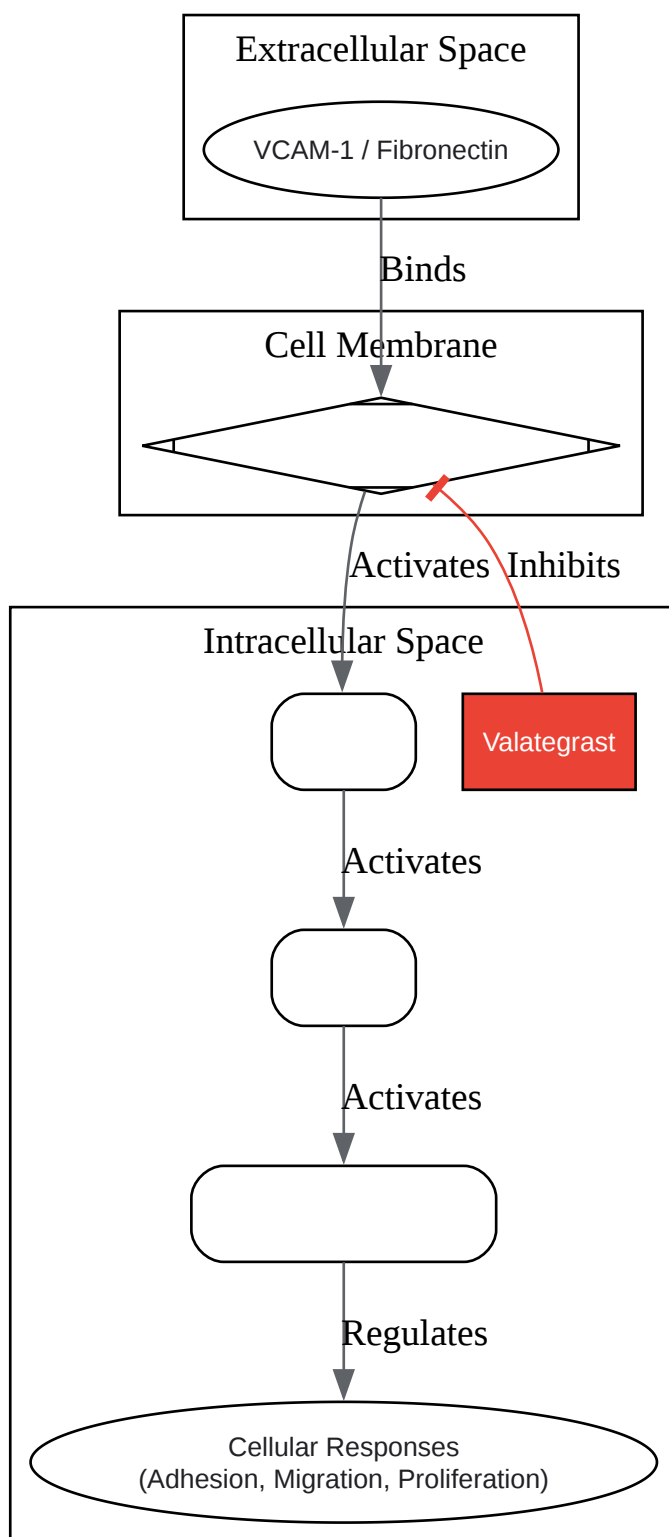 Extracellular Space
VCAM-1 / Fibronectin
Binds
Cell Membrane
Activates
Inhibits
Intracellular Space
Valategrast
Activates
Activates
Regulates
Cellular Responses
(Adhesion, Migration, Proliferation)